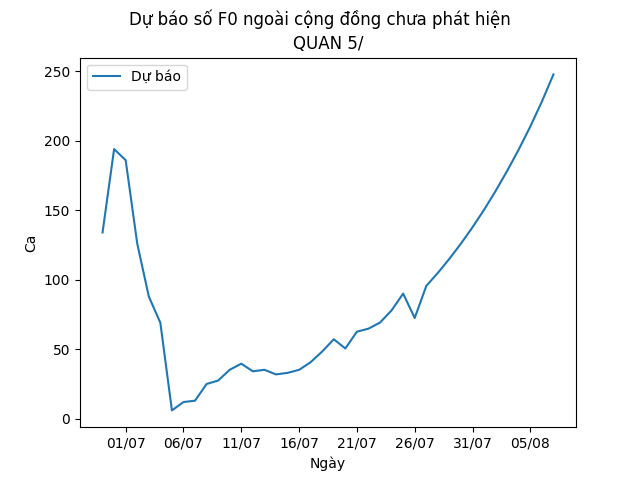 Dự báo số F0 ngoài cộng đồng chưa phát hiện
QUAN 5/
Dự báo
250
200
150
100
50
0
Ca
01/07 06/07 11/07 16/07 21/07 26/07 31/07 05/08
Ngày